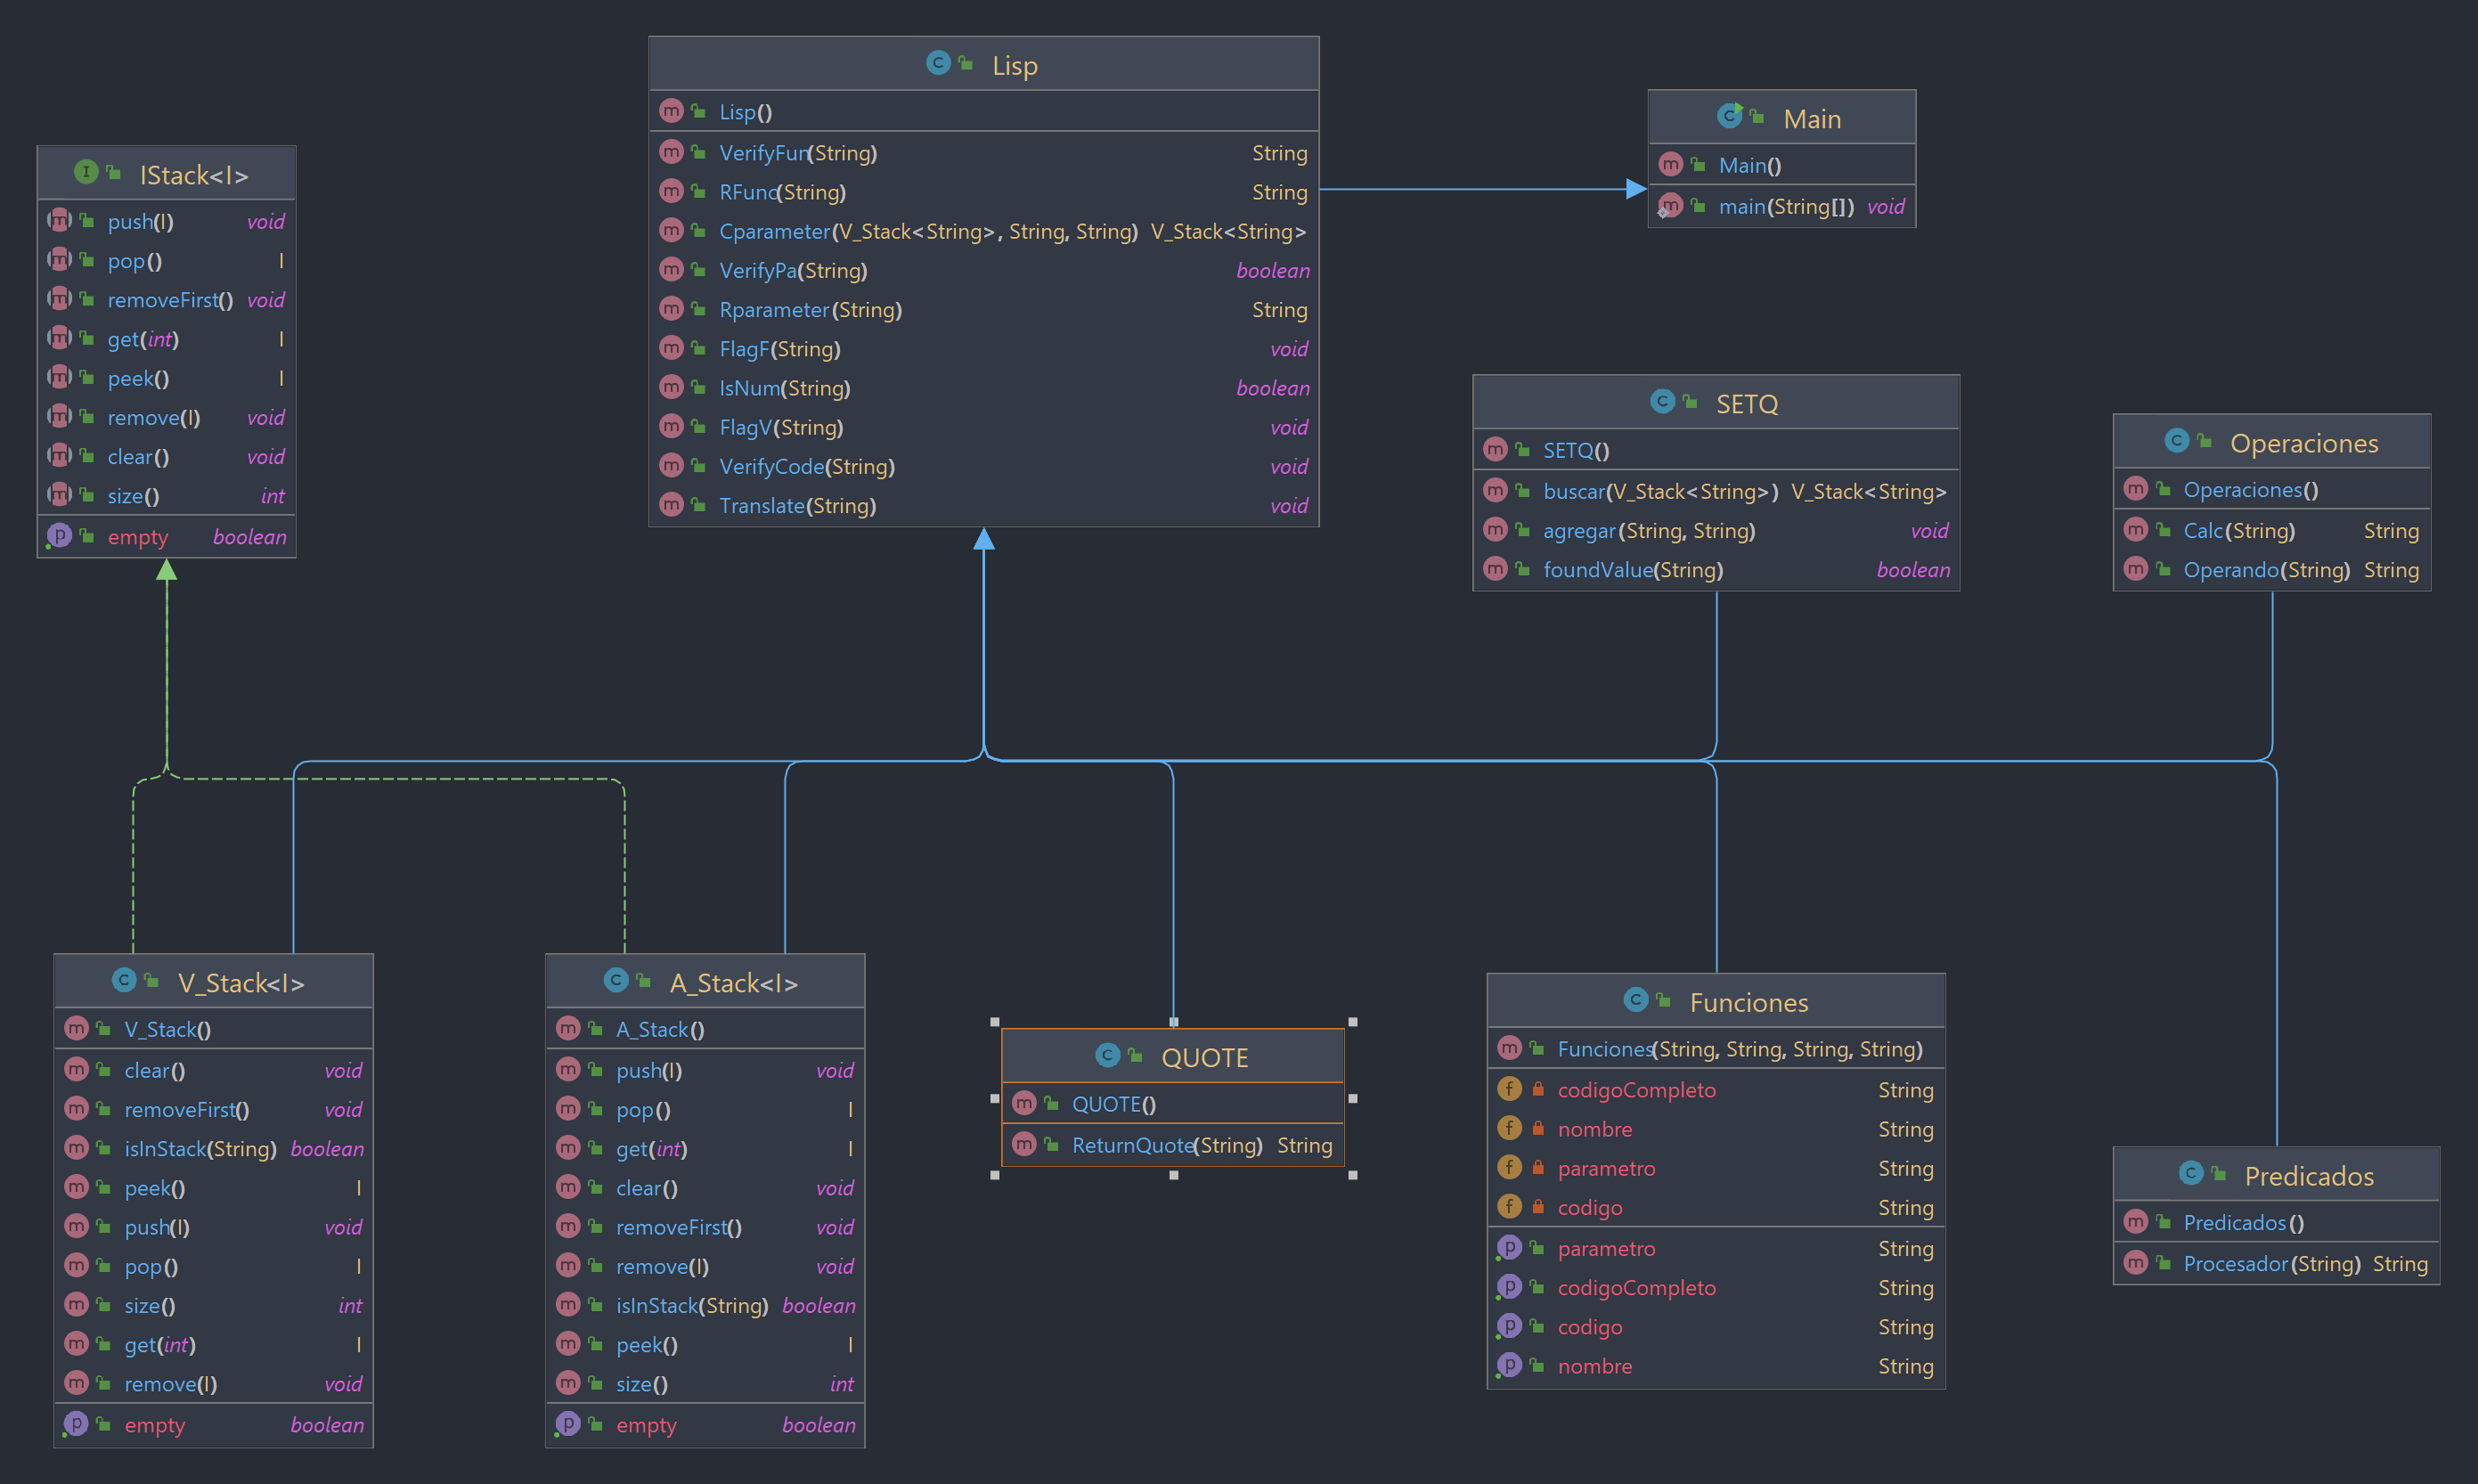 Lisp
Lisp()
VerifyFun(String) String
RFunc(String) String
Cparameter(V_Stack<String>, String, String) V_Stack<String>
VerifyPa(String) boolean
Rparameter(String) String
FlagF(String) void
IsNum(String) boolean
FlagV(String) void
VerifyCode(String) void
Translate(String) void
Main
Main()
main(String[]) void
IStack<I>
push(I) void
pop() I
removeFirst() void
get(int) I
peek() I
remove(I) void
clear() void
size() int
empty boolean
SETQ
SETQ()
buscar(V_Stack<String>) V_Stack<String>
agregar(String, String) void
foundValue(String) boolean
Operaciones
Operaciones()
Calc(String) String
Operando(String) String
V_Stack<I>
V_Stack()
clear() void
removeFirst() void
isInStack(String) boolean
peek() I
push(I) void
pop() I
size() int
get(int) I
remove(I) void
empty boolean
A_Stack<I>
A_Stack()
push(I) void
pop() I
get(int) I
clear() void
removeFirst() void
remove(I) void
isInStack(String) boolean
peek() I
size() int
empty boolean
QUOTE
QUOTE()
ReturnQuote(String) String
Funciones
Funciones(String, String, String, String)
codigoCompleto String
nombre String
parametro String
codigo String
parametro String
codigoCompleto String
codigo String
nombre String
Predicados
Predicados()
Procesador(String) String